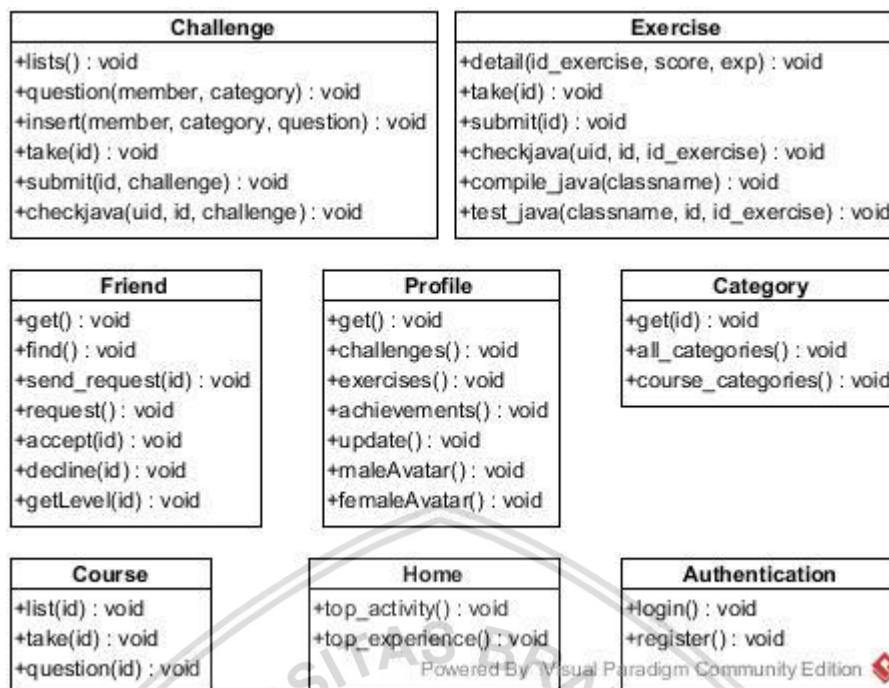 Challenge
+lists() : void
+question(member, category) : void
+insert(member, category, question) : void
+take(id) : void
+submit(id, challenge) : void
+checkjava(uid, id, challenge) : void
Exercise
+detail(id_exercise, score, exp) : void
+take(id) : void
+submit(id) : void
+checkjava(uid, id, id_exercise) : void
+compile_java(classname) : void
+test_java(classname, id, id_exercise) : void
Friend
+get() : void
+find() : void
+send_request(id) : void
+request() : void
+accept(id) : void
+decline(id) : void
+getLevel(id) : void
Profile
+get() : void
+challenges() : void
+exercises() : void
+achievements() : void
+update() : void
+maleAvatar() : void
+femaleAvatar() : void
Category
+get(id) : void
+all_categories() : void
+course_categories() : void
Course
+list(id) : void
+take(id) : void
+question(id) : void
Home
+top_activity() : void
+top_experience() : void
Authentication
+login() : void
+register() : void
Powered By Visual Paradigm Community Edition
SITAS BRA